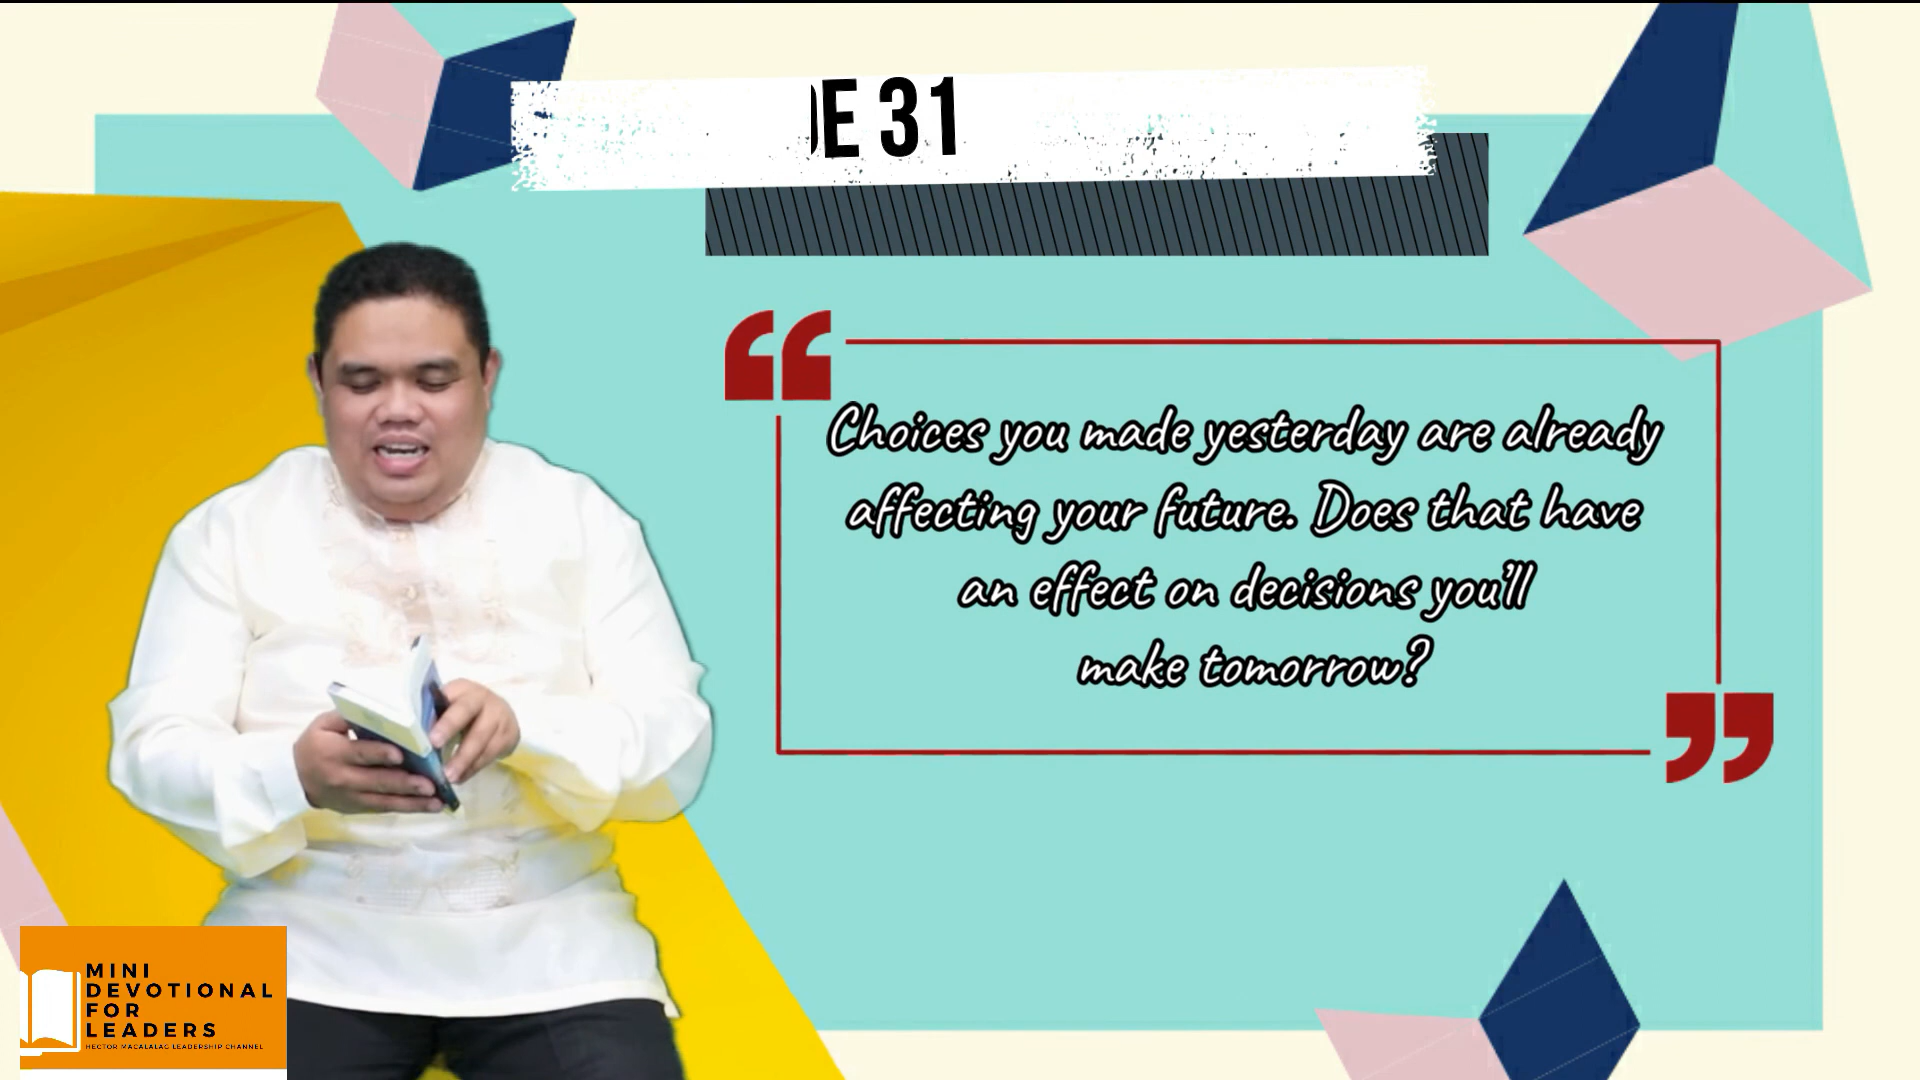 E 31
Choices you made yesterday are already
affecting your future. Does that have
an effect on decisions you'll
make tomorrow?
MINI
DEVOTIONAL
FOR
LEADERS
HECTOR MACALALAG LEADERSHIP CHANNEL